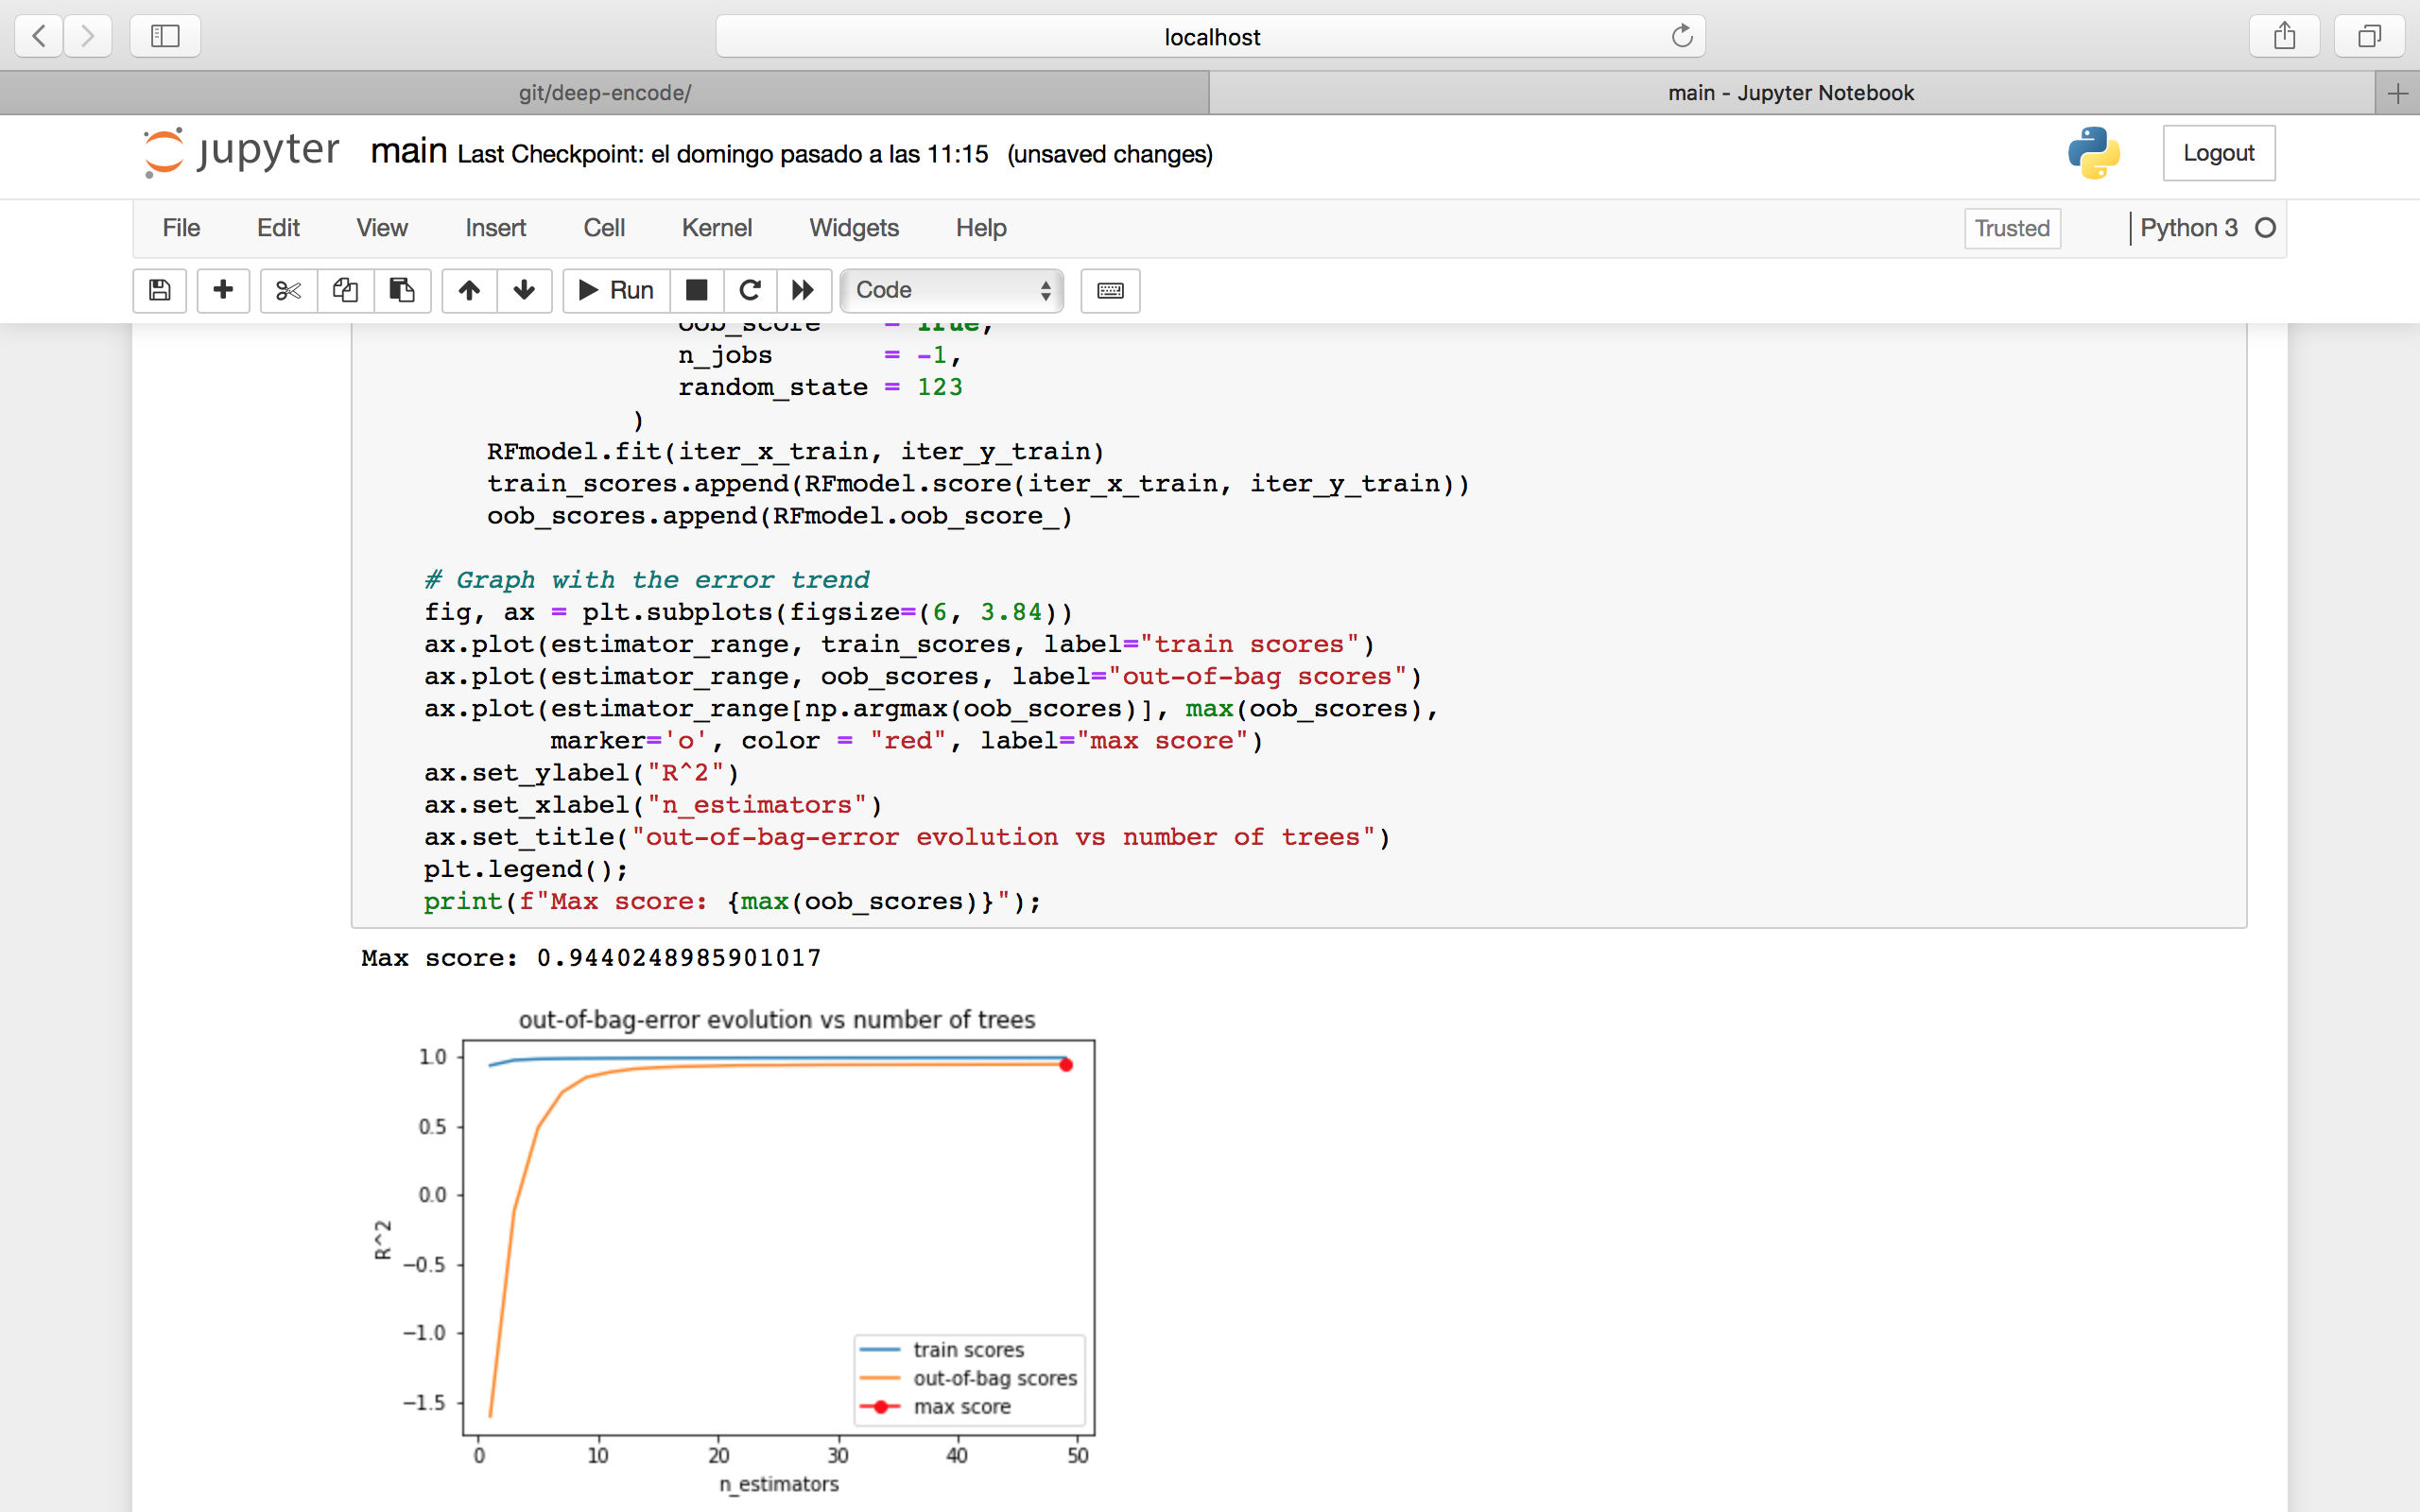 localhost
git/deep-encode/
main - Jupyter Notebook
jupyter main Last Checkpoint: el domingo pasado a las 11:15 (unsaved changes)
Logout
File Edit View Insert Cell Kernel Widgets Help
Trusted
Python 3
Run
Code
oob_score = True,
n_jobs = -1,
random_state = 123
)
RFmodel.fit(iter_x_train, iter_y_train)
train_scores.append(RFmodel.score(iter_x_train, iter_y_train))
oob_scores.append(RFmodel.oob_score_)
# Graph with the error trend
fig, ax = plt.subplots(figsize=(6, 3.84))
ax.plot(estimator_range, train_scores, label="train scores")
ax.plot(estimator_range, oob_scores, label="out-of-bag scores")
ax.plot(estimator_range[np.argmax(oob_scores)], max(oob_scores),
marker='o', color = "red", label="max score")
ax.set_ylabel("R^2")
ax.set_xlabel("n_estimators")
ax.set_title("out-of-bag-error evolution vs number of trees")
plt.legend();
print(f"Max score: {max(oob_scores)}");
Max score: 0.9440248985901017
out-of-bag-error evolution vs number of trees
1.0
0.5
0.0
−0.5
−1.0
−1.5
R^2
train scores
out-of-bag scores
max score
0 10 20 30 40 50
n_estimators